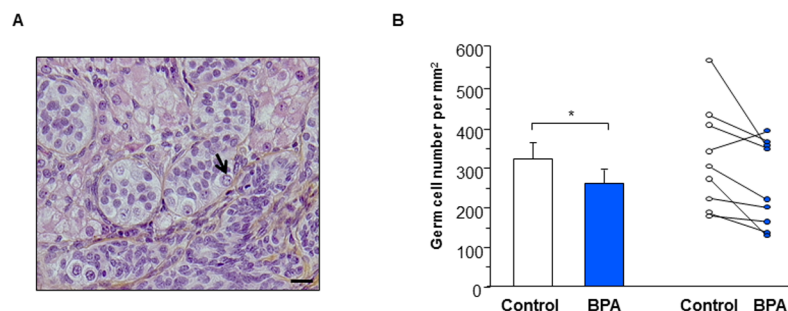 A
B
Germ cell number per mm²
600
500
400
300
200
100
0
*
Control BPA Control BPA